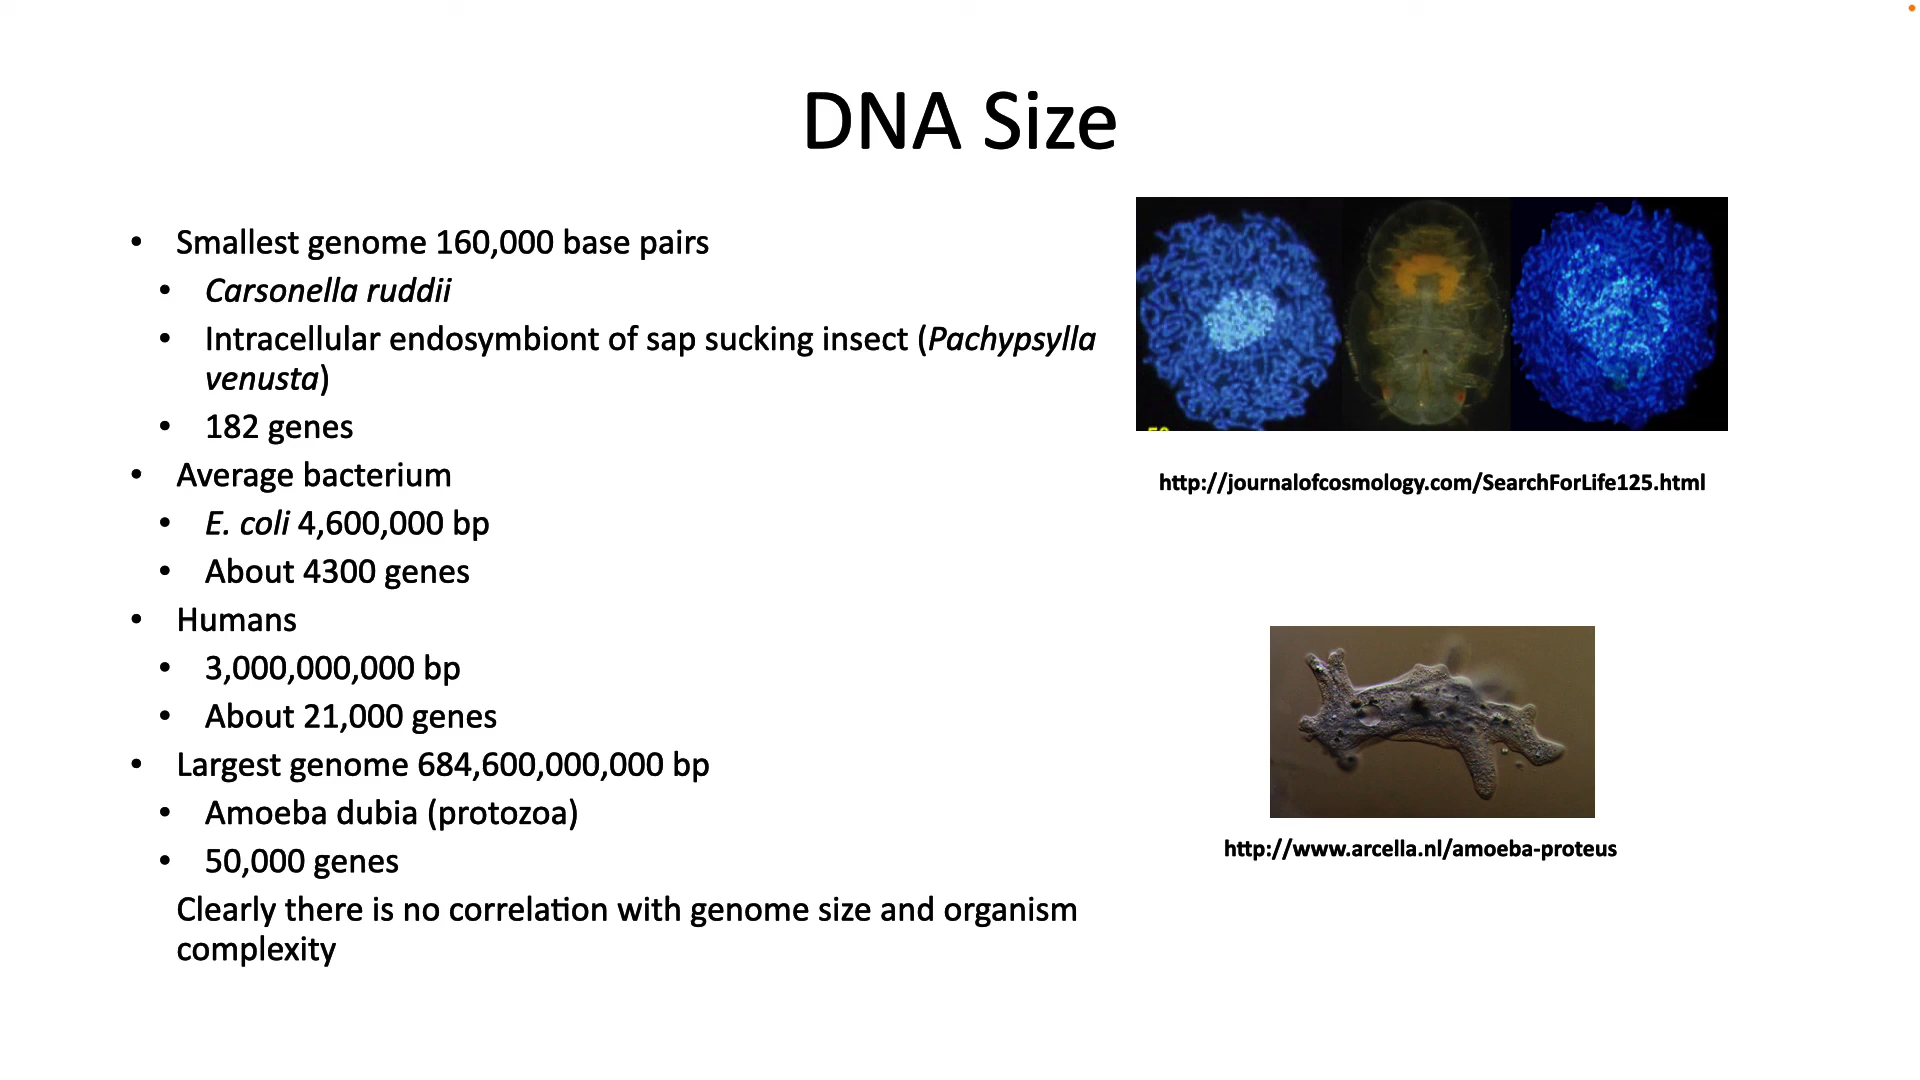 DNA Size
• Smallest genome 160,000 base pairs
• Carsonella ruddii
• Intracellular endosymbiont of sap sucking insect (Pachypsylla
venusta)
• 182 genes
• Average bacterium
• E. coli 4,600,000 bp
• About 4300 genes
• Humans
• 3,000,000,000 bp
• About 21,000 genes
• Largest genome 684,600,000,000 bp
• Amoeba dubia (protozoa)
• 50,000 genes
Clearly there is no correlation with genome size and organism
complexity
http://journalofcosmology.com/SearchForLife125.html
http://www.arcella.nl/amoeba-proteus